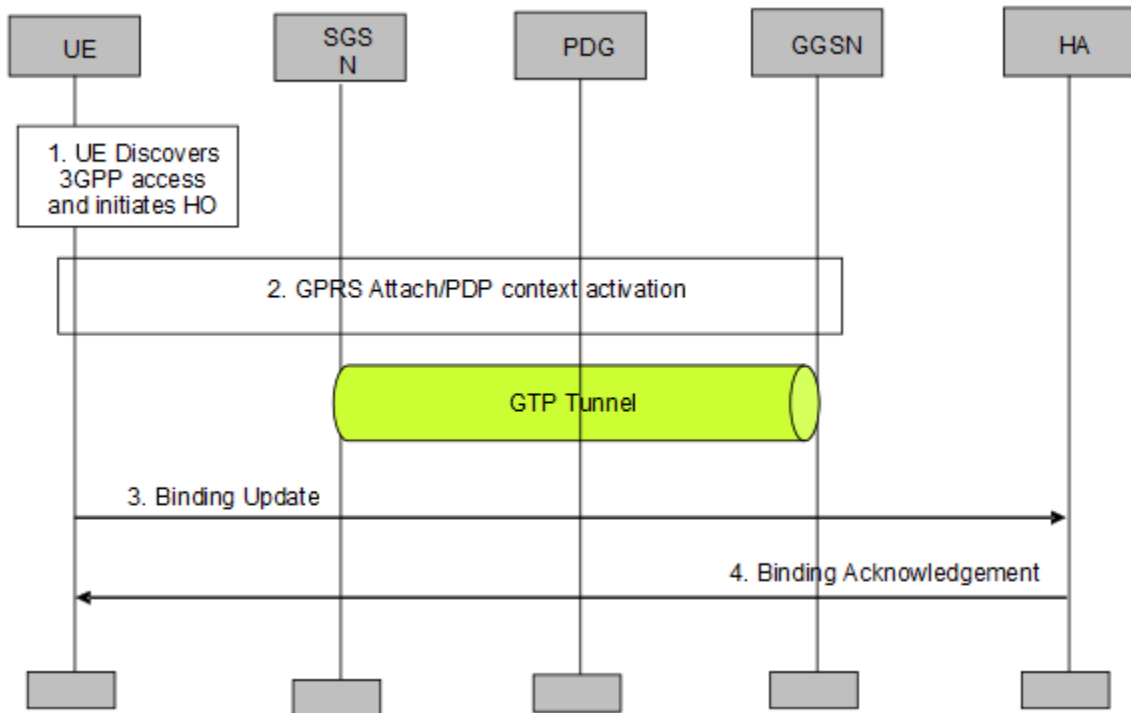 UE
SGS
N
PDG
GGSN
HA
1. UE Discovers
3GPP access
and initiates HO
2. GPRS Attach/PDP context activation
GTP Tunnel
3. Binding Update
4. Binding Acknowledgement